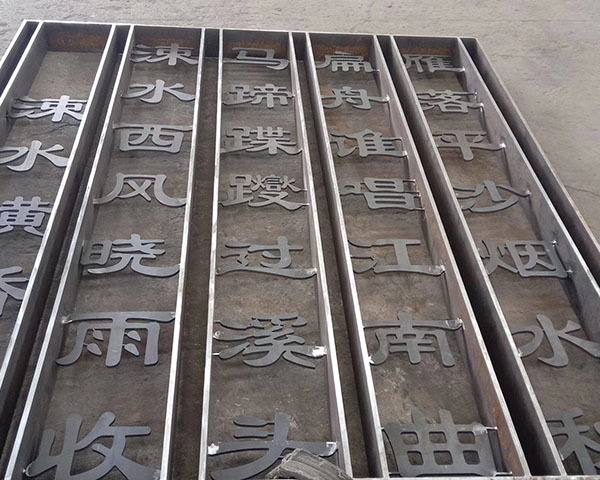 涑水黄
涑水西风晓雨收
马蹄蹀躞过溪头
扁舟谁唱江南曲
雁落平沙烟水